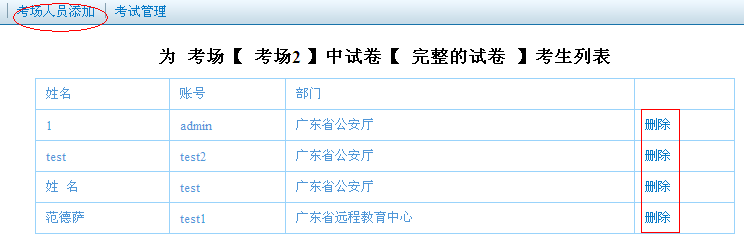 考场人员添加 考试管理
为 考场【 考场2 】中试卷【 完整的试卷 】考生列表
姓名 账号 部门
1 admin 广东省公安厅 删除
test test2 广东省公安厅 删除
姓 名 test 广东省公安厅 删除
范德萨 test1 广东省远程教育中心 删除